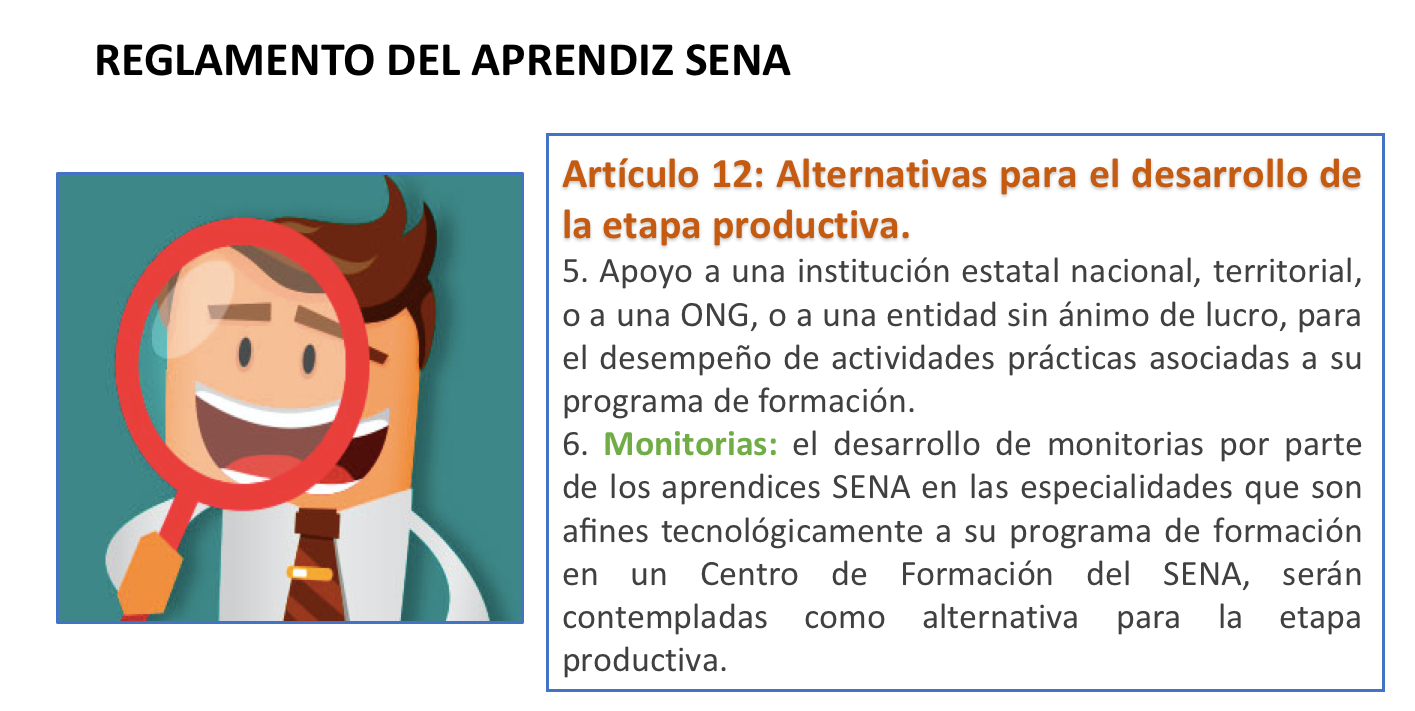 REGLAMENTO DEL APRENDIZ SENA
Artículo 12: Alternativas para el desarrollo de
la etapa productiva.
5. Apoyo a una institución estatal nacional, territorial,
o a una ONG, o a una entidad sin ánimo de lucro, para
el desempeño de actividades prácticas asociadas a su
programa de formación.
6. Monitorias: el desarrollo de monitorias por parte
de los aprendices SENA en las especialidades que son
afines tecnológicamente a su programa de formación
en un Centro de Formación del SENA, serán
contempladas como alternativa para la etapa
productiva.